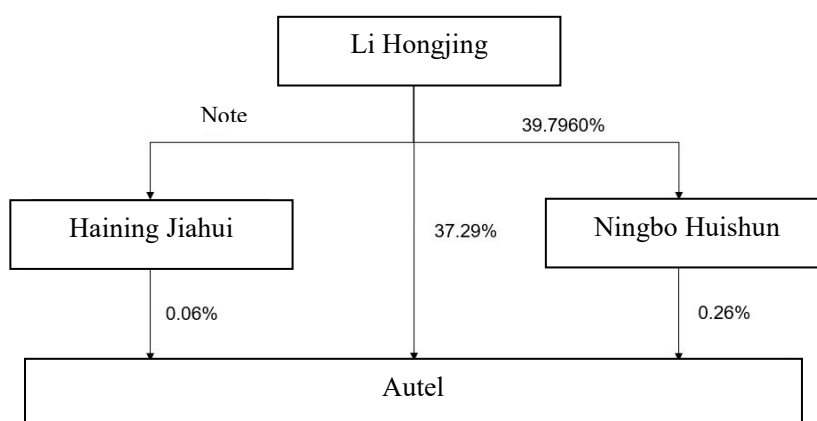 Li Hongjing
Note
39.7960%
Haining Jiahui
37.29%
Ningbo Huishun
0.06%
0.26%
Autel